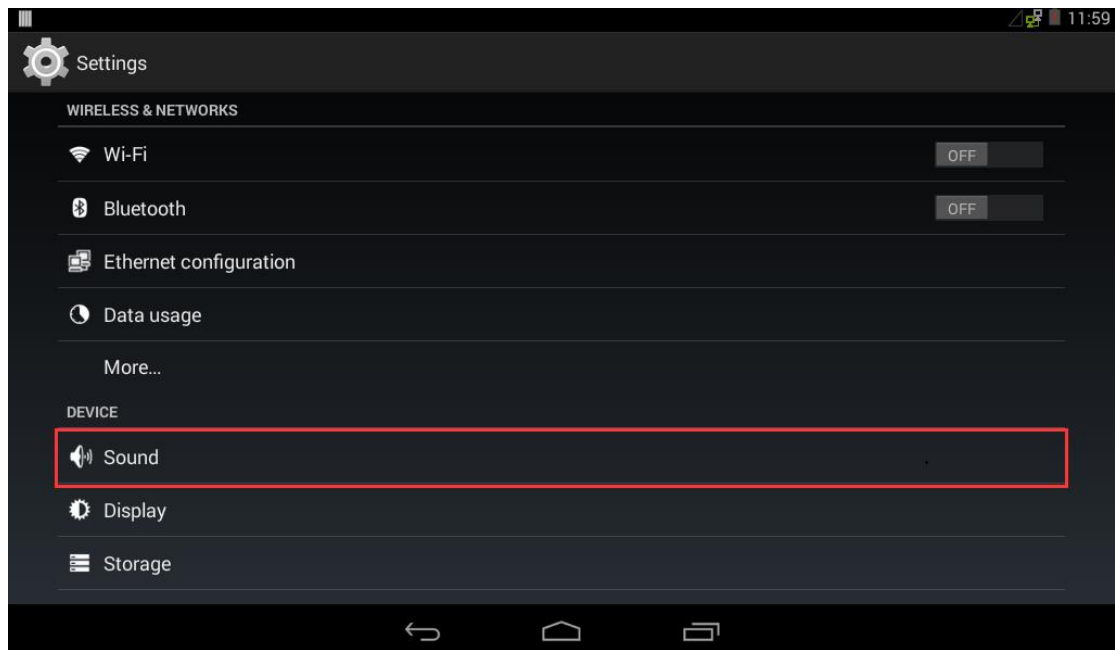 11:59
Settings
WIRELESS & NETWORKS
Wi-Fi OFF
Bluetooth OFF
Ethernet configuration
Data usage
More...
DEVICE
Sound
Display
Storage